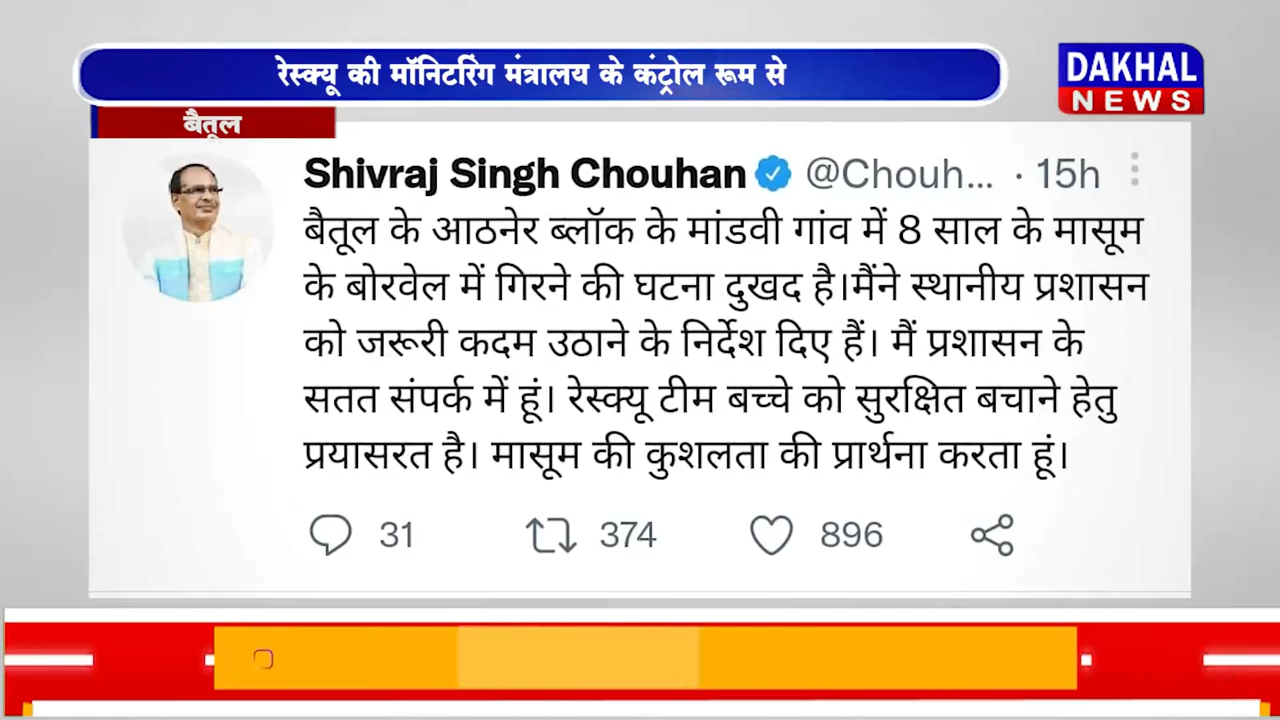 रेस्क्यू की मॉनिटरिंग मंत्रालय के कंट्रोल रूम से
DAKHAL
NEWS
बैतूल
Shivraj Singh Chouhan @Chouh... · 15h
बैतूल के आठनेर ब्लॉक के मांडवी गांव में 8 साल के मासूम
के बोरवेल में गिरने की घटना दुखद है।मैंने स्थानीय प्रशासन
को जरूरी कदम उठाने के निर्देश दिए हैं। मैं प्रशासन के
सतत संपर्क में हूं। रेस्क्यू टीम बच्चे को सुरक्षित बचाने हेतु
प्रयासरत है। मासूम की कुशलता की प्रार्थना करता हूं।
31 374 896